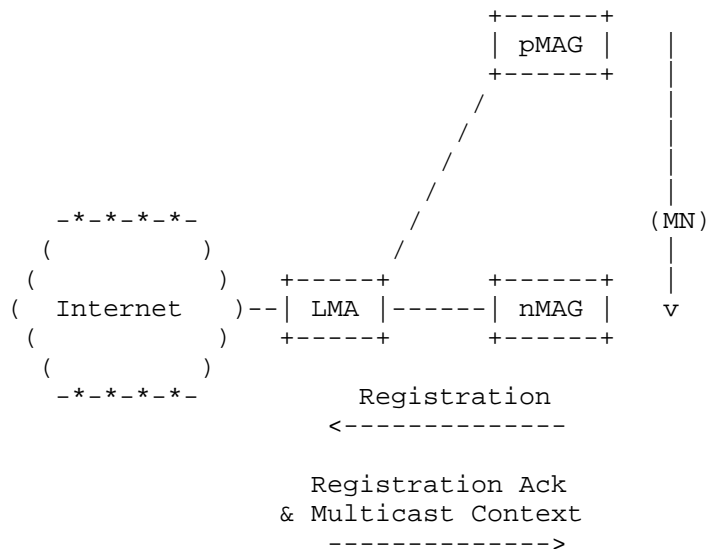 pMAG
(MN)
Internet
LMA
nMAG
v
Registration
Registration Ack
& Multicast Context